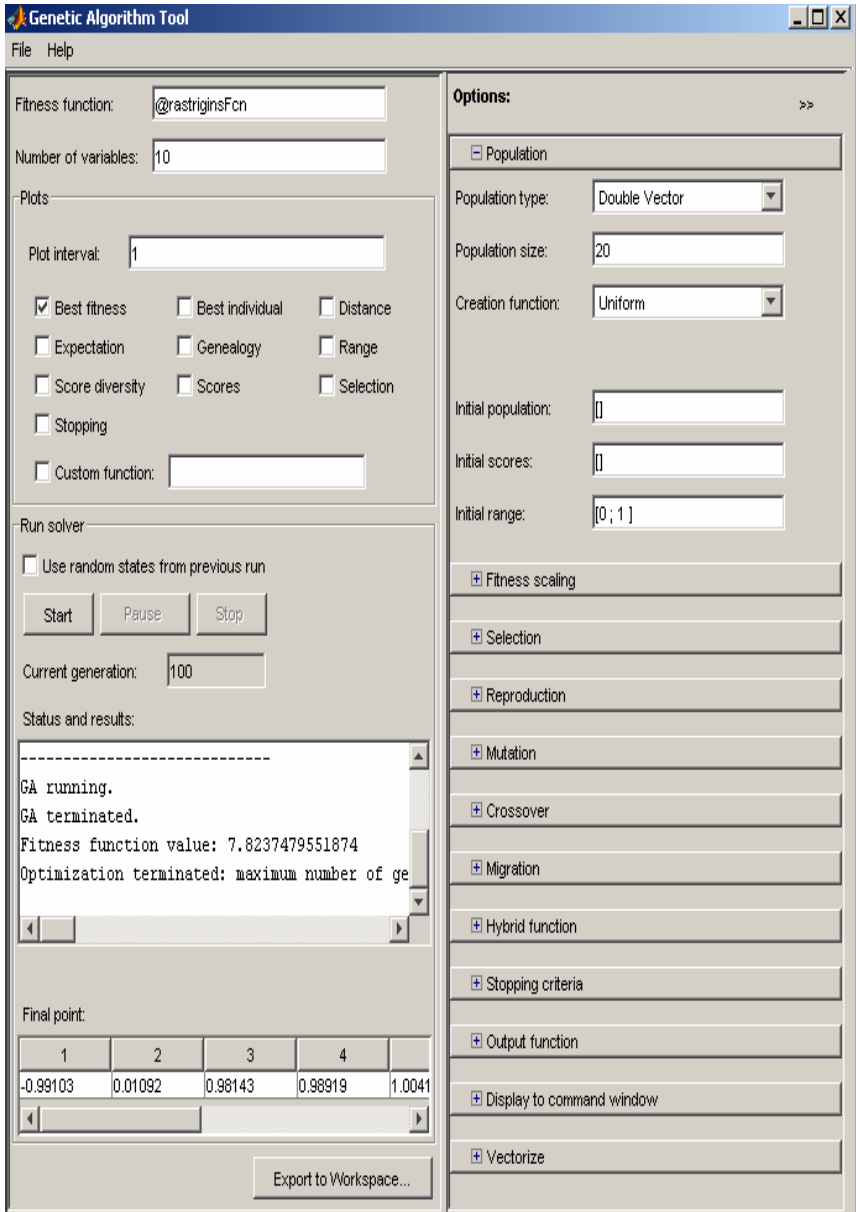 Genetic Algorithm Tool
File Help
Fitness function: @rastriginsFcn
Number of variables: 10
Plots
Plot interval: 1
Best fitness Best individual Distance
Expectation Genealogy Range
Score diversity Scores Selection
Stopping
Custom function:
Run solver
Use random states from previous run
Start Pause Stop
Current generation: 100
Status and results:
-----------------------------
GA running.
GA terminated.
Fitness function value: 7.8237479551874
Optimization terminated: maximum number of ge
Final point:
1 2 3 4
-0.99103 0.01092 0.98143 0.98919 1.0041
Export to Workspace...
Options: >>
Population
Population type: Double Vector
Population size: 20
Creation function: Uniform
Initial population: []
Initial scores: []
Initial range: [0 ; 1 ]
Fitness scaling
Selection
Reproduction
Mutation
Crossover
Migration
Hybrid function
Stopping criteria
Output function
Display to command window
Vectorize